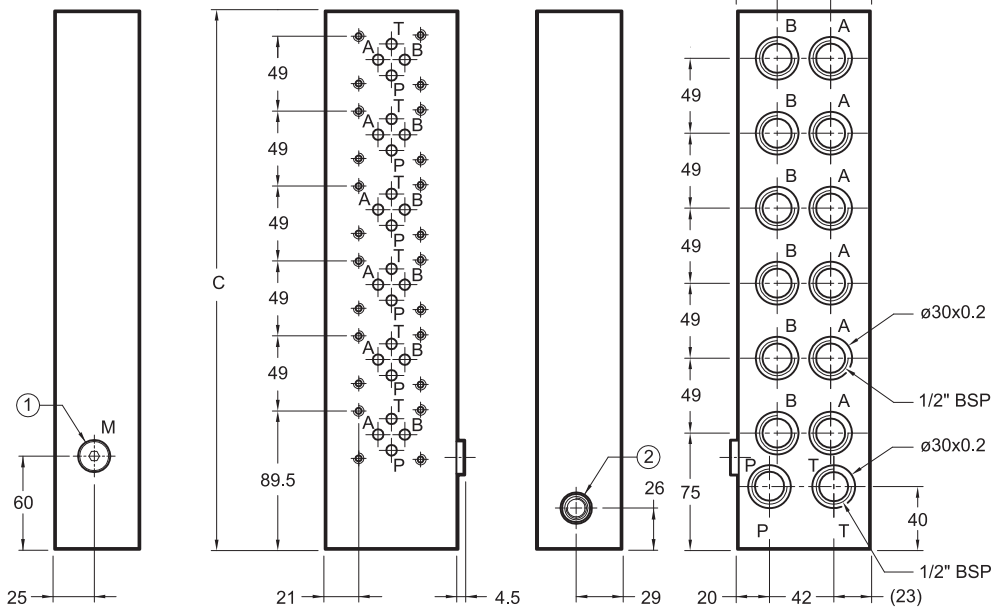 C
1
M
60
25
49
49
49
49
49
89.5
T
A B
P
T
A B
P
T
A B
P
T
A B
P
T
A B
P
T
A B
P
21
4.5
2
26
29
B A
B A
B A
B A
B A
B A
49
49
49
49
49
75
P T
P T
ø30x0.2
1/2" BSP
ø30x0.2
40
1/2" BSP
20 42 (23)